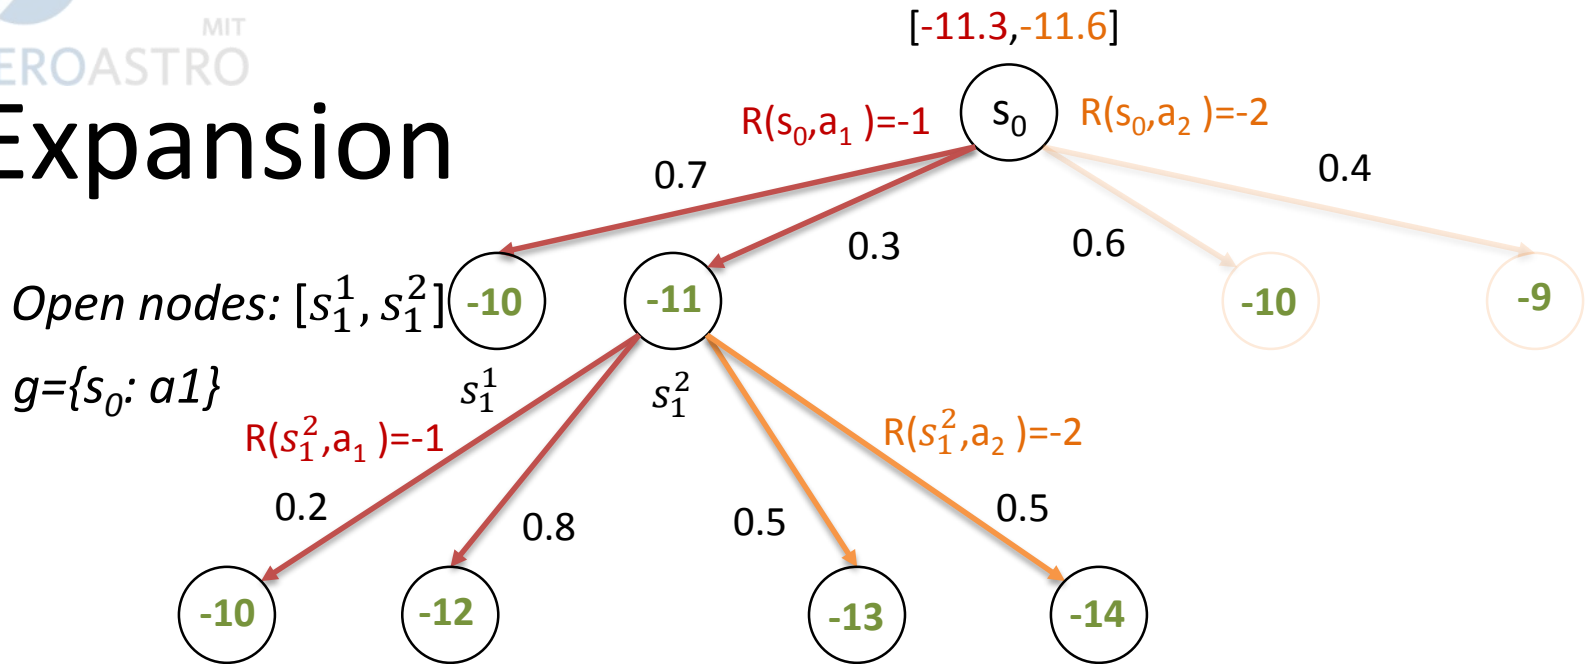 MIT
EROASTRO
Expansion
[-11.3,-11.6]
R(s₀,a₁ )=-1
s₀
R(s₀,a₂ )=-2
0.7
0.3
0.6
0.4
Open nodes: [s₁¹, s₁²]
-10
-11
-10
-9
g={s₀: a1}
s₁¹
s₁²
R(s₁²,a₁ )=-1
R(s₁²,a₂ )=-2
0.2
0.8
0.5
0.5
-10
-12
-13
-14